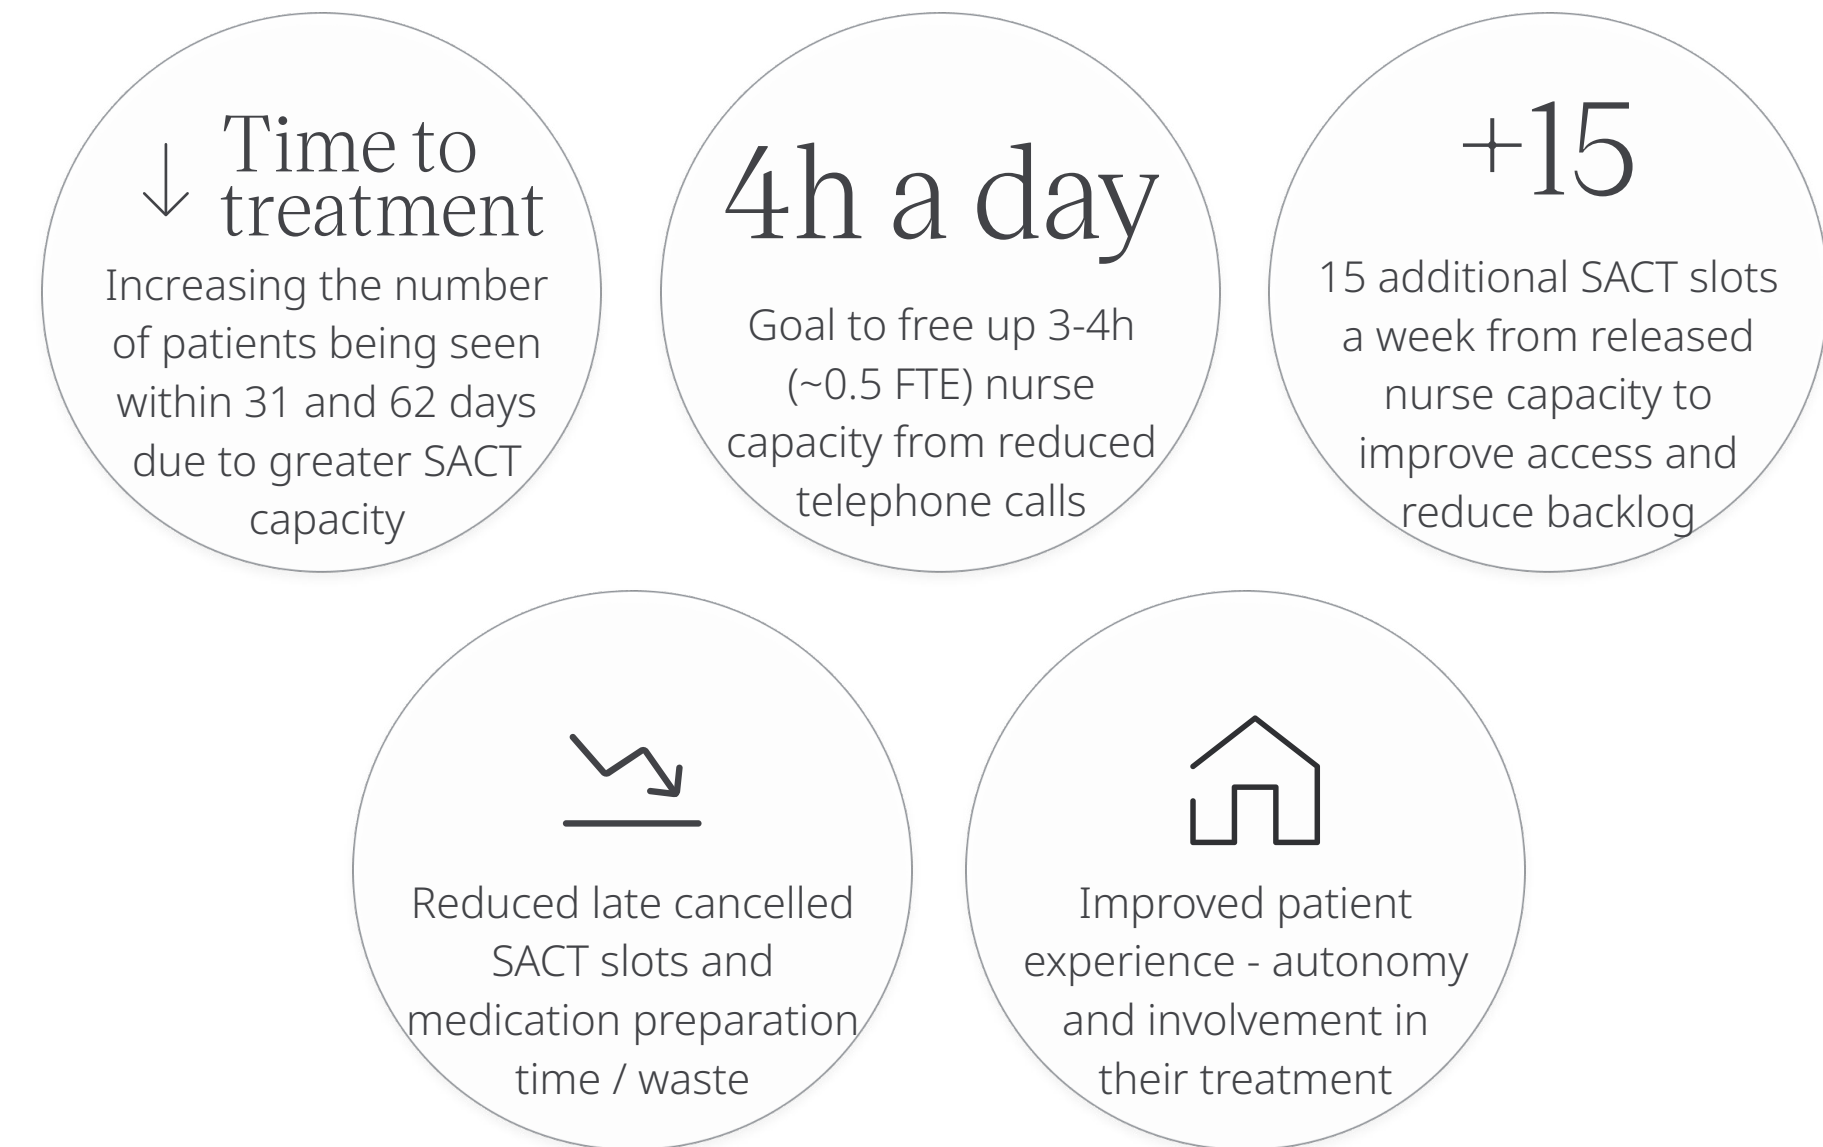 Time to
treatment
Increasing the number
of patients being seen
within 31 and 62 days
due to greater SACT
capacity
4h a day
Goal to free up 3-4h
(~0.5 FTE) nurse
capacity from reduced
telephone calls
+15
15 additional SACT slots
a week from released
nurse capacity to
improve access and
reduce backlog
Reduced late cancelled
SACT slots and
medication preparation
time / waste
Improved patient
experience - autonomy
and involvement in
their treatment